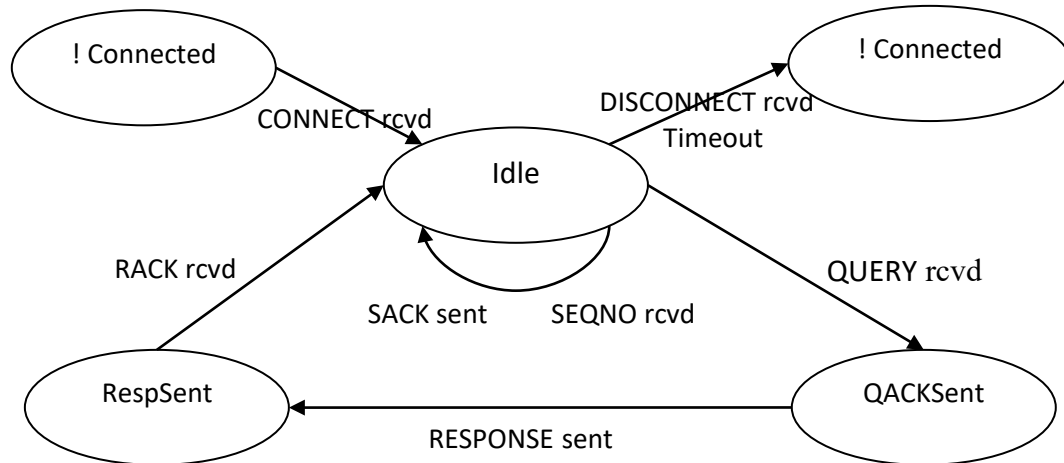 ! Connected
! Connected
CONNECT rcvd
DISCONNECT rcvd
Timeout
Idle
RACK rcvd
QUERY rcvd
SACK sent
SEQNO rcvd
RespSent
QACKSent
RESPONSE sent